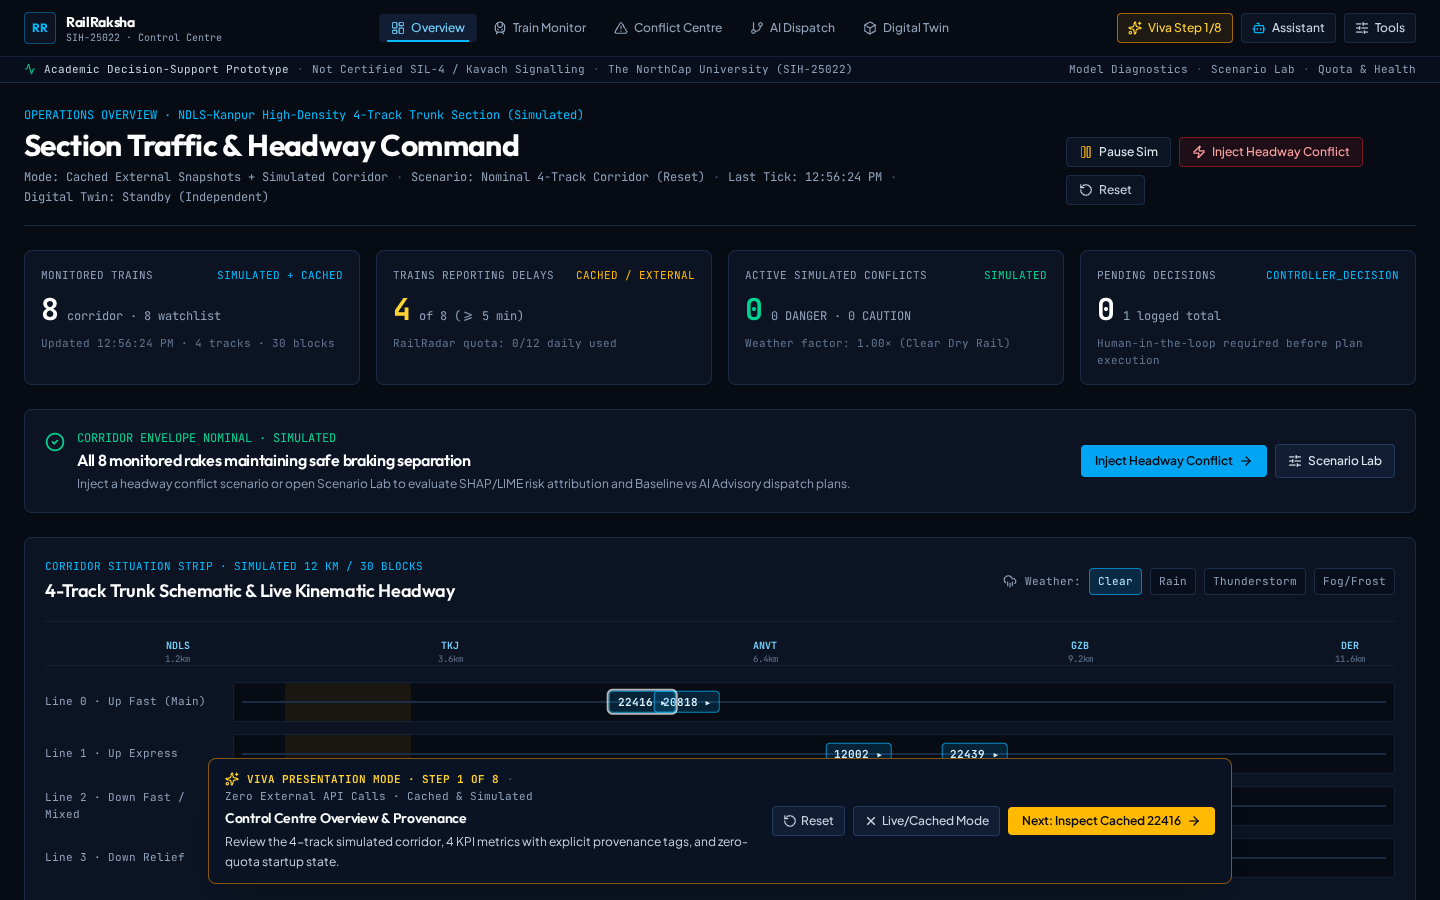 RR
RailRaksha
SIH-25022 · Control Centre
Overview
Train Monitor
Conflict Centre
AI Dispatch
Digital Twin
Viva Step 1/8
Assistant
Tools
Academic Decision-Support Prototype · Not Certified SIL-4 / Kavach Signalling · The NorthCap University (SIH-25022)
Model Diagnostics · Scenario Lab · Quota & Health
OPERATIONS OVERVIEW · NDLS–Kanpur High-Density 4-Track Trunk Section (Simulated)
Section Traffic & Headway Command
Mode: Cached External Snapshots + Simulated Corridor · Scenario: Nominal 4-Track Corridor (Reset) · Last Tick: 12:56:24 PM ·
Digital Twin: Standby (Independent)
Pause Sim
Inject Headway Conflict
Reset
MONITORED TRAINS
SIMULATED + CACHED
8 corridor · 8 watchlist
Updated 12:56:24 PM · 4 tracks · 30 blocks
TRAINS REPORTING DELAYS
CACHED / EXTERNAL
4 of 8 (⩾ 5 min)
RailRadar quota: 0/12 daily used
ACTIVE SIMULATED CONFLICTS
SIMULATED
0 0 DANGER · 0 CAUTION
Weather factor: 1.00× (Clear Dry Rail)
PENDING DECISIONS
CONTROLLER_DECISION
0 1 logged total
Human-in-the-loop required before plan
execution
CORRIDOR ENVELOPE NOMINAL · SIMULATED
All 8 monitored rakes maintaining safe braking separation
Inject a headway conflict scenario or open Scenario Lab to evaluate SHAP/LIME risk attribution and Baseline vs AI Advisory dispatch plans.
Inject Headway Conflict
Scenario Lab
CORRIDOR SITUATION STRIP · SIMULATED 12 KM / 30 BLOCKS
4-Track Trunk Schematic & Live Kinematic Headway
Weather:
Clear
Rain
Thunderstorm
Fog/Frost
NDLS
1.2km
TKJ
3.6km
ANVT
6.4km
GZB
9.2km
DER
11.6km
Line 0 · Up Fast (Main)
22416
20818 ▸
Line 1 · Up Express
12002 ▸
22439 ▸
Line 2 · Down Fast /
Mixed
Line 3 · Down Relief
VIVA PRESENTATION MODE · STEP 1 OF 8 ·
Zero External API Calls · Cached & Simulated
Control Centre Overview & Provenance
Review the 4-track simulated corridor, 4 KPI metrics with explicit provenance tags, and zero-
quota startup state.
Reset
Live/Cached Mode
Next: Inspect Cached 22416